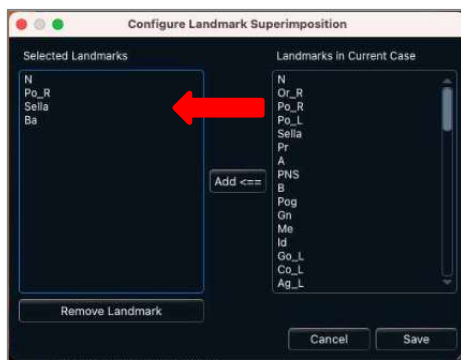 Configure Landmark Superimposition
Selected Landmarks
N
Po_R
Sella
Ba
Add <==
Landmarks in Current Case
N
Or_R
Po_R
Po_L
Sella
Pr
A
PNS
B
Pog
Gn
Me
Id
Go_L
Co_L
Ag_L
Remove Landmark
Cancel
Save